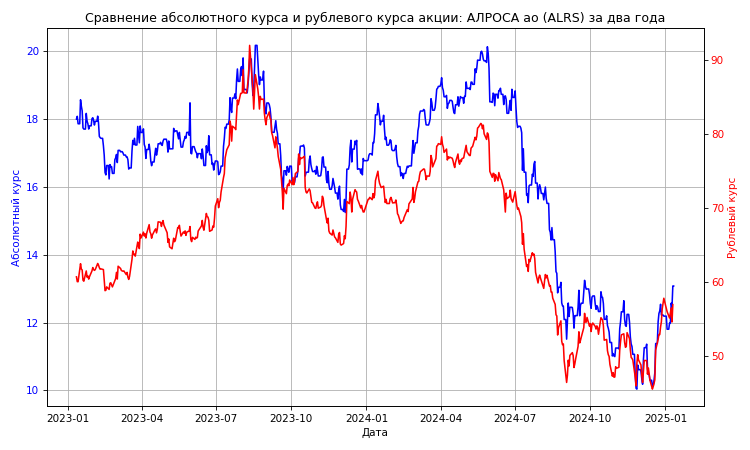 Сравнение абсолютного курса и рублевого курса акции: АЛРОСА ао (ALRS) за два года
Абсолютный курс
20
18
16
14
12
10
Рублевый курс
90
80
70
60
50
2023-01 2023-04 2023-07 2023-10 2024-01 2024-04 2024-07 2024-10 2025-01
Дата